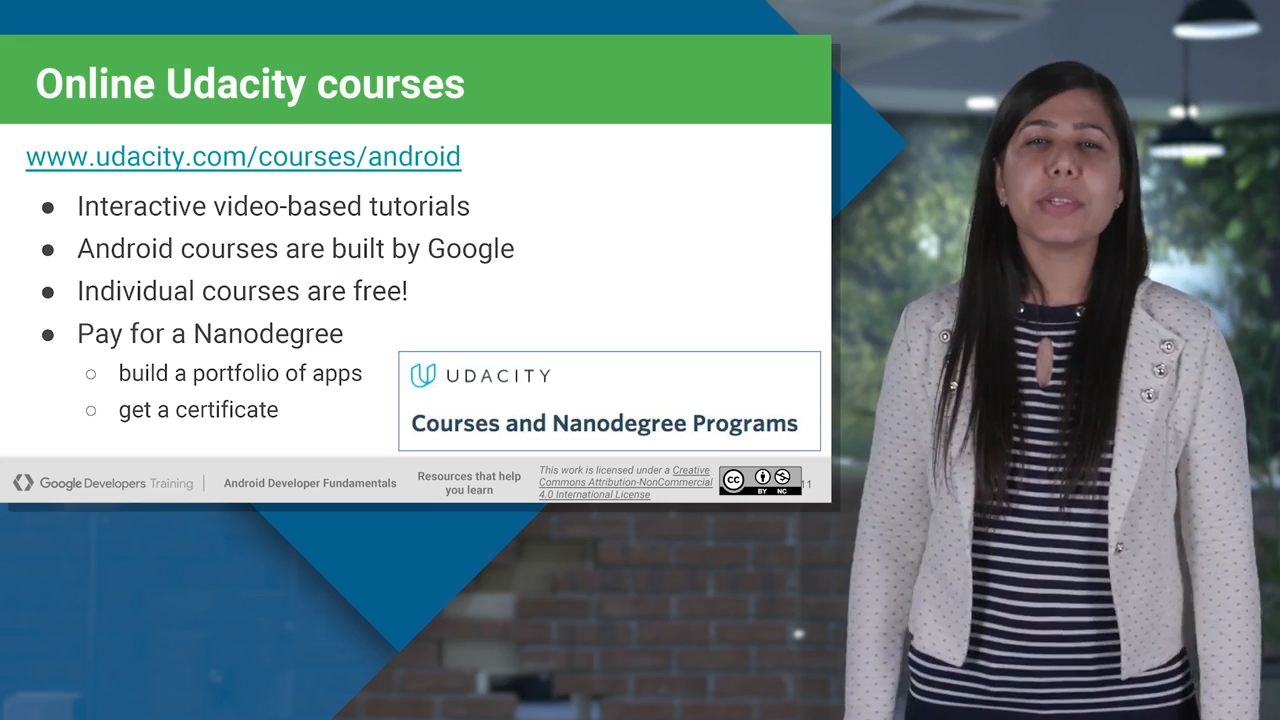 Online Udacity courses
www.udacity.com/courses/android
● Interactive video-based tutorials
● Android courses are built by Google
● Individual courses are free!
● Pay for a Nanodegree
○ build a portfolio of apps
○ get a certificate
UDACITY
Courses and Nanodegree Programs
Google Developers Training
Android Developer Fundamentals
Resources that help
you learn
This work is licensed under a Creative
Commons Attribution-NonCommercial
4.0 International License
cc
BY NC
11